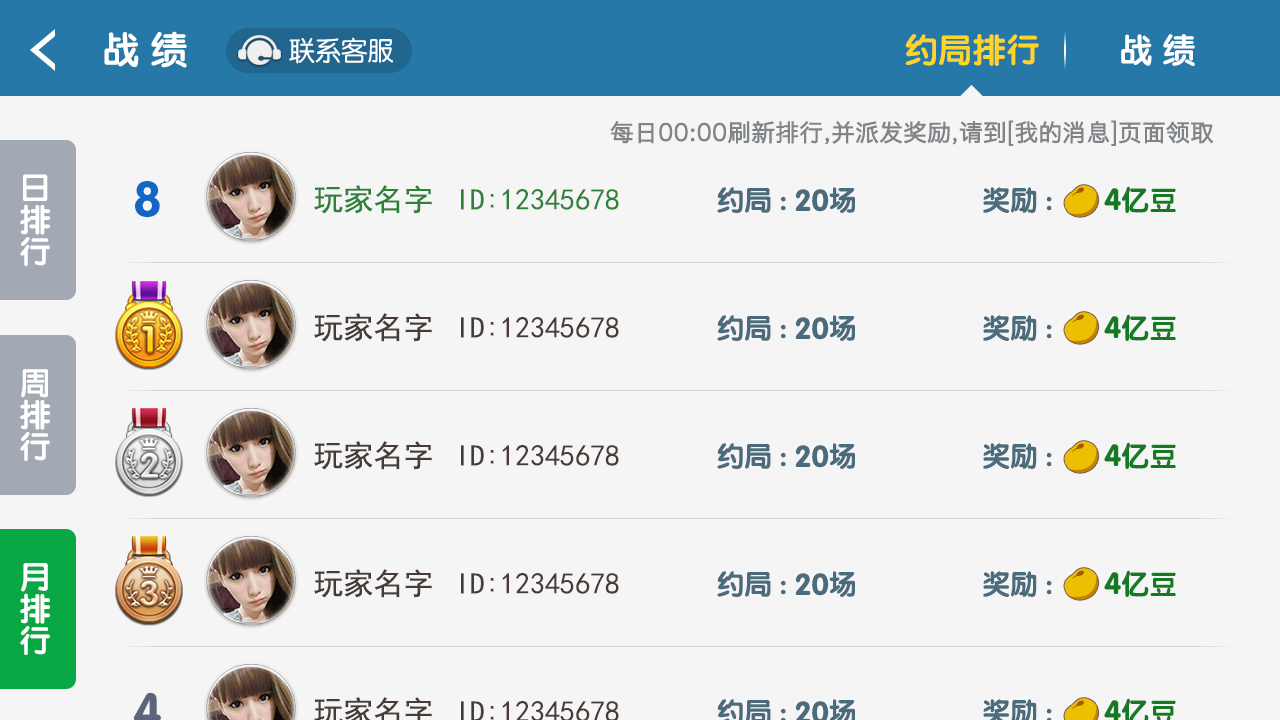 战绩 联系客服 约局排行 战绩
每日00:00刷新排行,并派发奖励,请到[我的消息]页面领取
日排行
周排行
月排行
8 玩家名字 ID:12345678 约局：20场 奖励：4亿豆
1 玩家名字 ID:12345678 约局：20场 奖励：4亿豆
2 玩家名字 ID:12345678 约局：20场 奖励：4亿豆
3 玩家名字 ID:12345678 约局：20场 奖励：4亿豆
4 玩家名字 ID:12345678 约局：20场 奖励：4亿豆